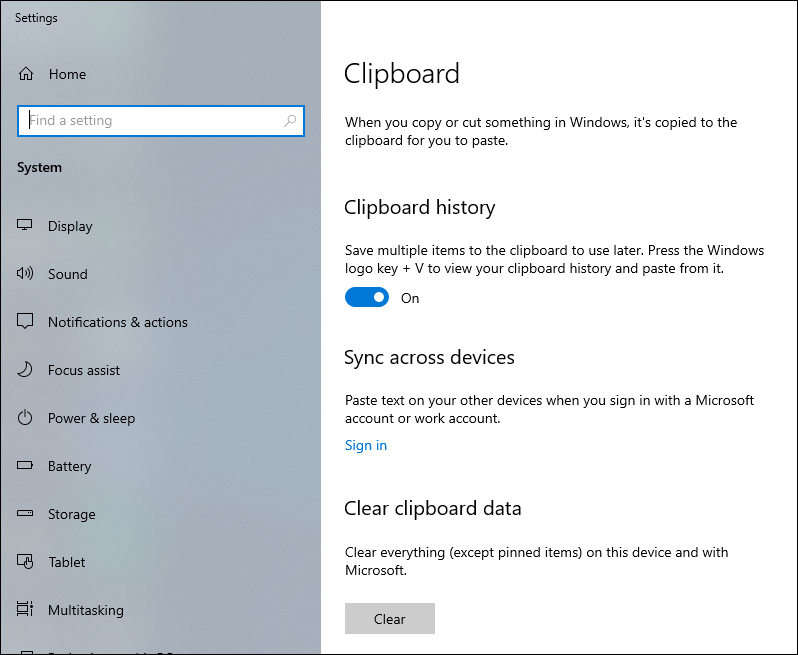 Settings
Home
Find a setting
System
Display
Sound
Notifications & actions
Focus assist
Power & sleep
Battery
Storage
Tablet
Multitasking
Clipboard
When you copy or cut something in Windows, it's copied to the
clipboard for you to paste.
Clipboard history
Save multiple items to the clipboard to use later. Press the Windows
logo key + V to view your clipboard history and paste from it.
On
Sync across devices
Paste text on your other devices when you sign in with a Microsoft
account or work account.
Sign in
Clear clipboard data
Clear everything (except pinned items) on this device and with
Microsoft.
Clear